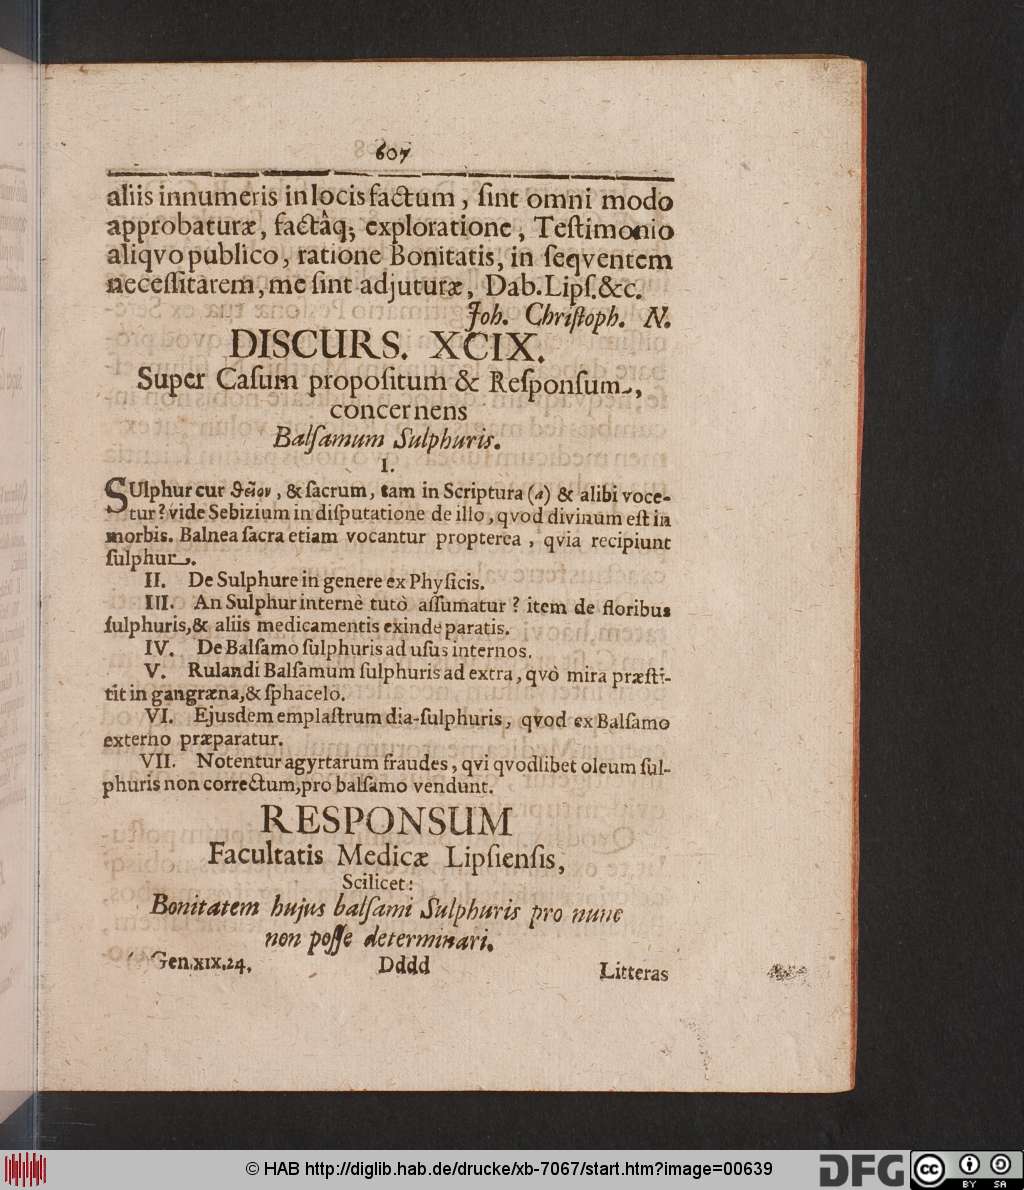 607
aliis innumeris in locis factum, ſint omni modo
approbaturæ, factâq; exploratione, Teſtimonio
aliqvo publico, ratione Bonitatis, in ſeqventem
neceſſitatem, me ſint adjuturæ, Dab. Lipſ. &c.
Joh. Chriſtoph. N.
DISCURS. XCIX.
Super Caſum propoſitum & Reſponſum,
concernens
Balſamum Sulphuris.
I.
SUlphur cur θεῖον, & ſacrum, tam in Scriptura (a) & alibi voce-
tur? vide Sebizium in diſputatione de illo, qvod divinum eſt in
morbis. Balnea ſacra etiam vocantur propterea, qvia recipiunt
ſulphur.
II. De Sulphure in genere ex Phyſicis.
III. An Sulphur internè tutò aſſumatur? item de floribus
ſulphuris, & aliis medicamentis exinde paratis.
IV. De Balſamo ſulphuris ad uſus internos.
V. Rulandi Balſamum ſulphuris ad extra, qvò mira præſti-
tit in gangræna, & ſphacelo.
VI. Ejusdem emplaſtrum dia-ſulphuris, qvod ex Balſamo
externo præparatur.
VII. Notentur agyrtarum fraudes, qvi qvodlibet oleum ſul-
phuris non correctum, pro balſamo vendunt.
RESPONSUM
Facultatis Medicæ Lipſienſis,
Scilicet:
Bonitatem hujus balſami Sulphuris pro nunc
non poſſe determinari.
Gen. XIX. 24.
Dddd
Litteras
© HAB http://diglib.hab.de/drucke/xb-7067/start.htm?image=00639
DFG
cc BY SA